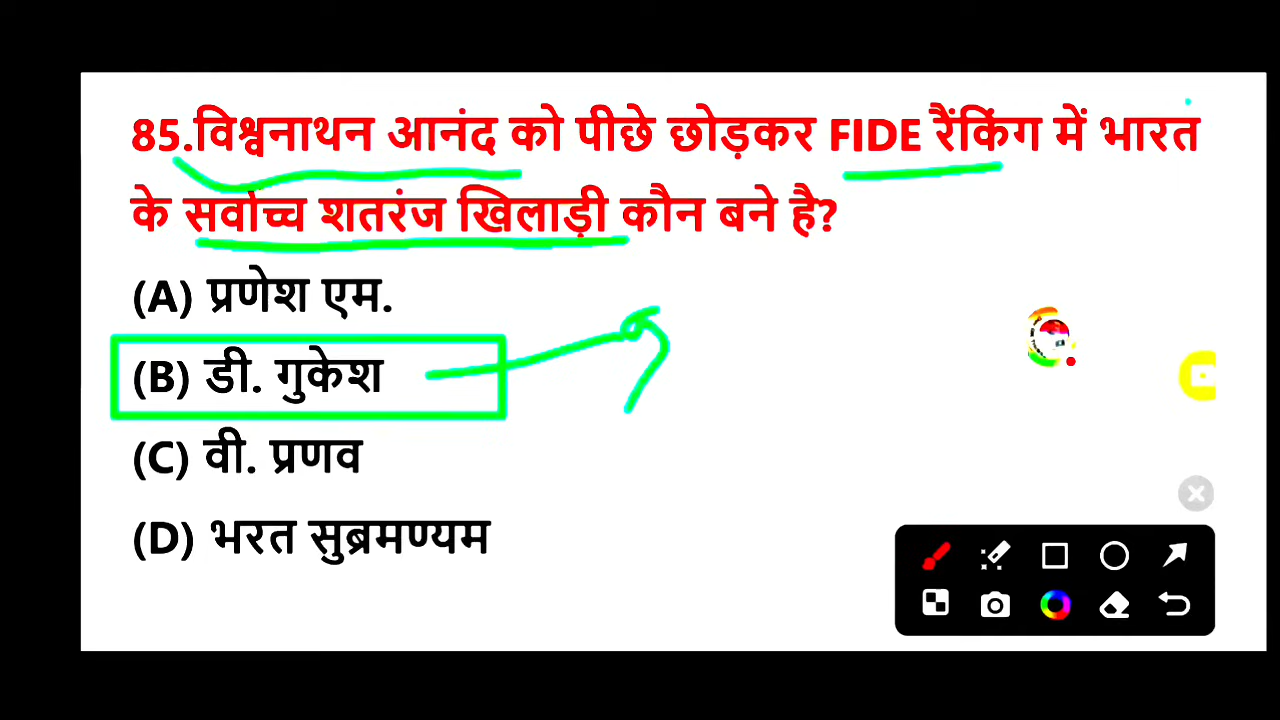 85.विश्वनाथन आनंद को पीछे छोड़कर FIDE रैंकिंग में भारत
के सर्वोच्च शतरंज खिलाड़ी कौन बने है?
(A) प्रणेश एम.
(B) डी. गुकेश
(C) वी. प्रणव
(D) भरत सुब्रमण्यम